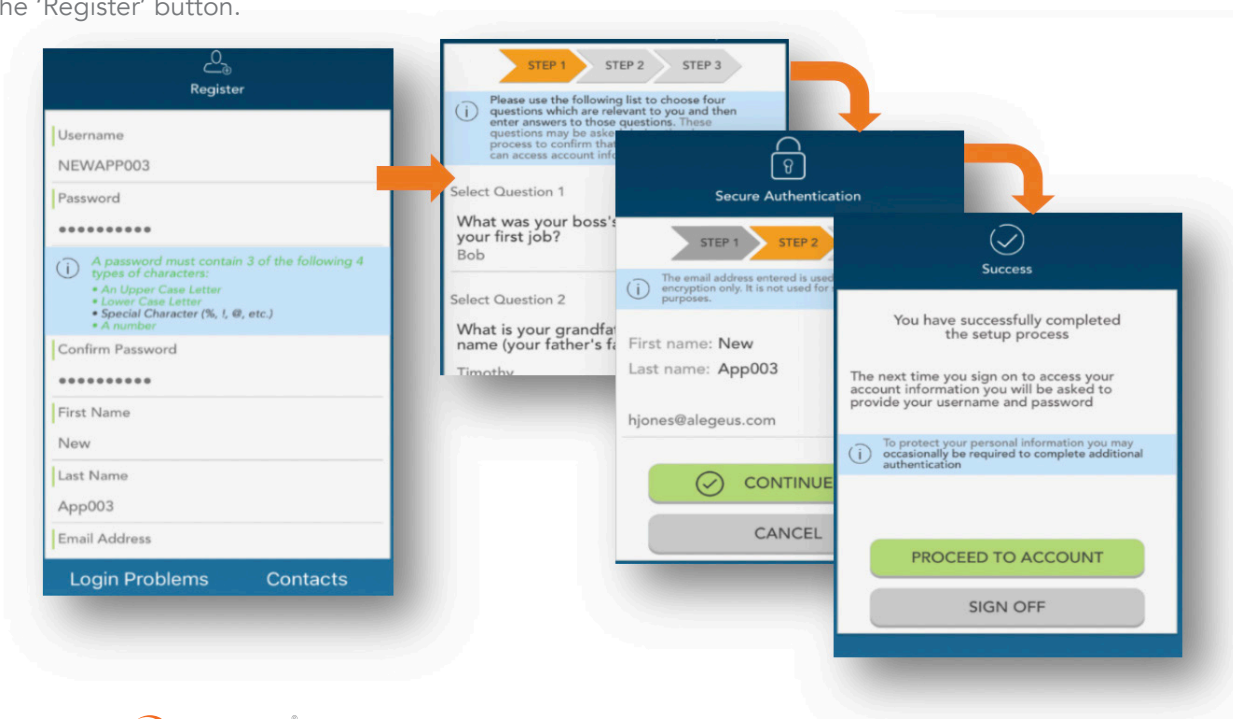 he ‘Register’ button.
Register
Username
NEWAPP003
Password
••••••••••
A password must contain 3 of the following 4
types of characters:
• An Upper Case Letter
• Lower Case Letter
• Special Character (%, !, @, etc.)
• A number
Confirm Password
••••••••••
First Name
New
Last Name
App003
Email Address
Login Problems Contacts
STEP 1 STEP 2 STEP 3
Please use the following list to choose four
questions which are relevant to you and then
enter answers to those questions. These
questions may be asked
process to confirm that
can access account
Select Question 1
What was your boss's
your first job?
Bob
Select Question 2
What is your
name (your father's
Timothy
Secure Authentication
STEP 1 STEP 2
The email address entered is used
encryption only. It is not used for
purposes.
First name: New
Last name: App003
hjones@alegeus.com
CONTINUE
CANCEL
Success
You have successfully completed
the setup process
The next time you sign on to access your
account information you will be asked to
provide your username and password
To protect your personal information you may
occasionally be required to complete additional
authentication
PROCEED TO ACCOUNT
SIGN OFF